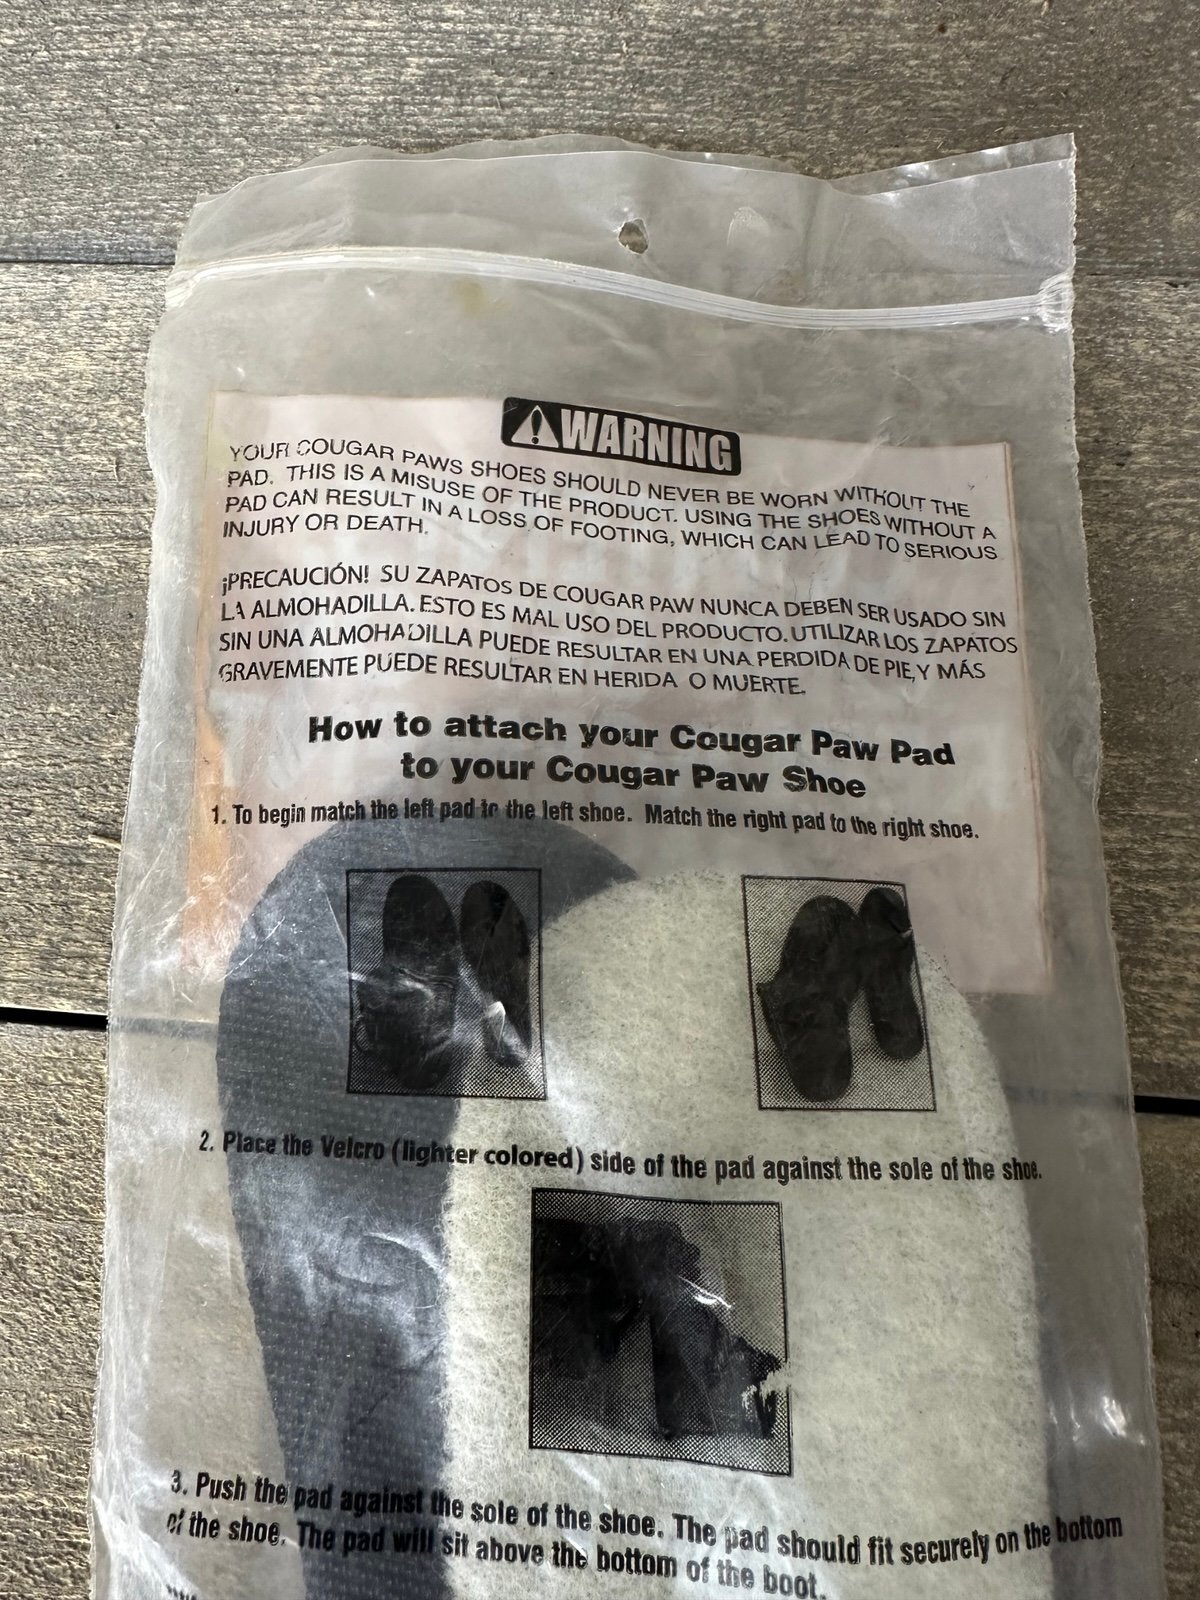 WARNING
YOUR COUGAR PAWS SHOES SHOULD NEVER BE WORN WITHOUT THE
PAD. THIS IS A MISUSE OF THE PRODUCT. USING THE SHOES WITHOUT A
PAD CAN RESULT IN A LOSS OF FOOTING, WHICH CAN LEAD TO SERIOUS
INJURY OR DEATH.
¡PRECAUCIÓN! SU ZAPATOS DE COUGAR PAW NUNCA DEBEN SER USADO SIN
LA ALMOHADILLA. ESTO ES MAL USO DEL PRODUCTO. UTILIZAR LOS ZAPATOS
SIN UNA ALMOHADILLA PUEDE RESULTAR EN UNA PERDIDA DE PIE, Y MÁS
GRAVEMENTE PUEDE RESULTAR EN HERIDA O MUERTE.
How to attach your Cougar Paw Pad
to your Cougar Paw Shoe
1. To begin match the left pad to the left shoe. Match the right pad to the right shoe.
2. Place the Velcro (lighter colored) side of the pad against the sole of the shoe.
3. Push the pad against the sole of the shoe. The pad should fit securely on the bottom
of the shoe. The pad will sit above the bottom of the boot.